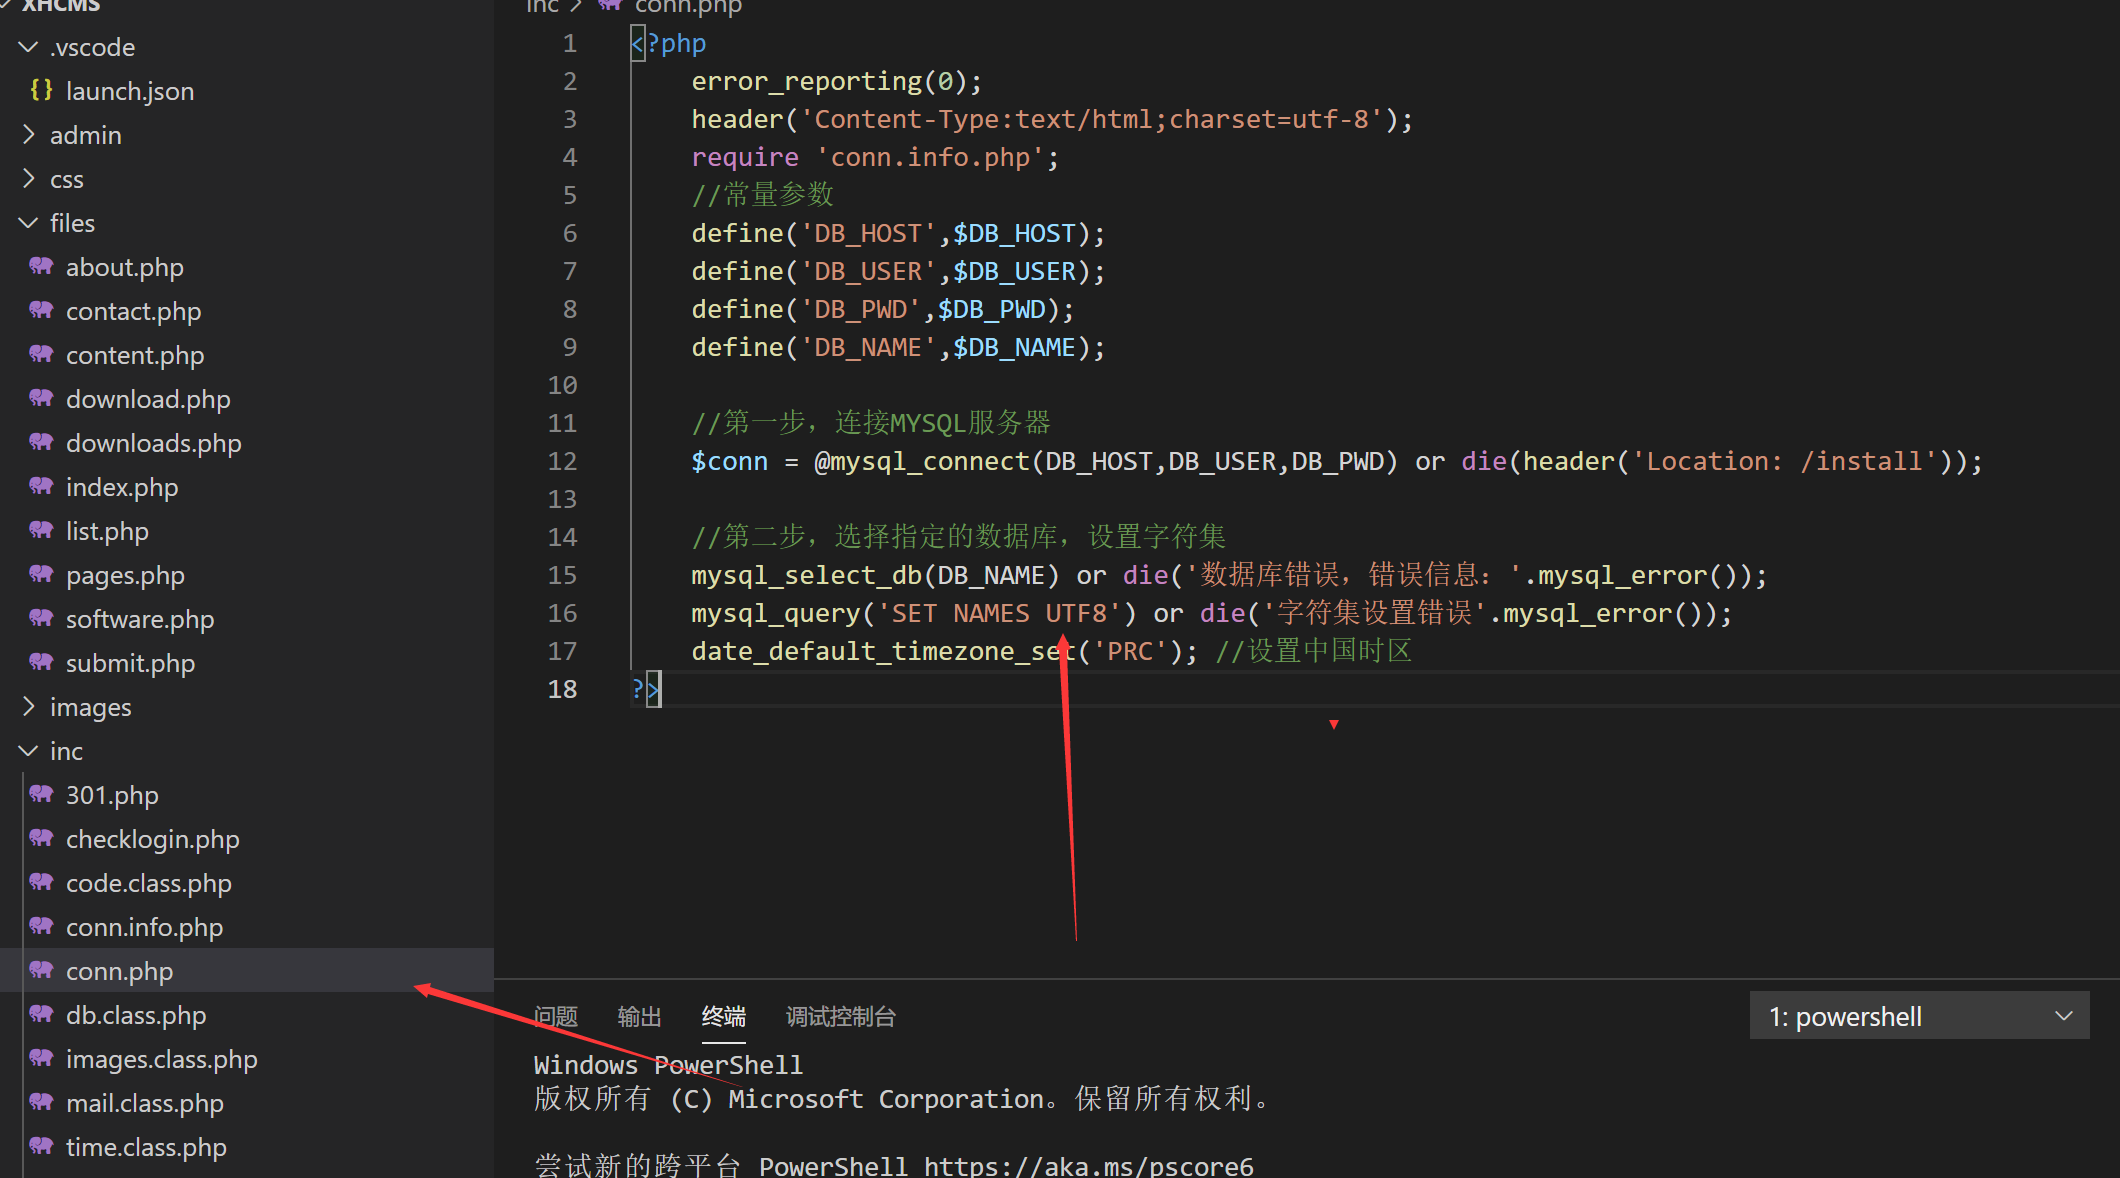 XHCMS
.vscode
launch.json
admin
css
files
about.php
contact.php
content.php
download.php
downloads.php
index.php
list.php
pages.php
software.php
submit.php
images
inc
301.php
checklogin.php
code.class.php
conn.info.php
conn.php
db.class.php
images.class.php
mail.class.php
time.class.php
inc > conn.php
1 <?php
2 error_reporting(0);
3 header('Content-Type:text/html;charset=utf-8');
4 require 'conn.info.php';
5 //常量参数
6 define('DB_HOST',$DB_HOST);
7 define('DB_USER',$DB_USER);
8 define('DB_PWD',$DB_PWD);
9 define('DB_NAME',$DB_NAME);
10
11 //第一步，连接MYSQL服务器
12 $conn = @mysql_connect(DB_HOST,DB_USER,DB_PWD) or die(header('Location: /install'));
13
14 //第二步，选择指定的数据库，设置字符集
15 mysql_select_db(DB_NAME) or die('数据库错误，错误信息：'.mysql_error());
16 mysql_query('SET NAMES UTF8') or die('字符集设置错误'.mysql_error());
17 date_default_timezone_set('PRC'); //设置中国时区
18 ?>
问题 输出 终端 调试控制台
1: powershell
Windows PowerShell
版权所有 (C) Microsoft Corporation。保留所有权利。
尝试新的跨平台 PowerShell https://aka.ms/pscore6